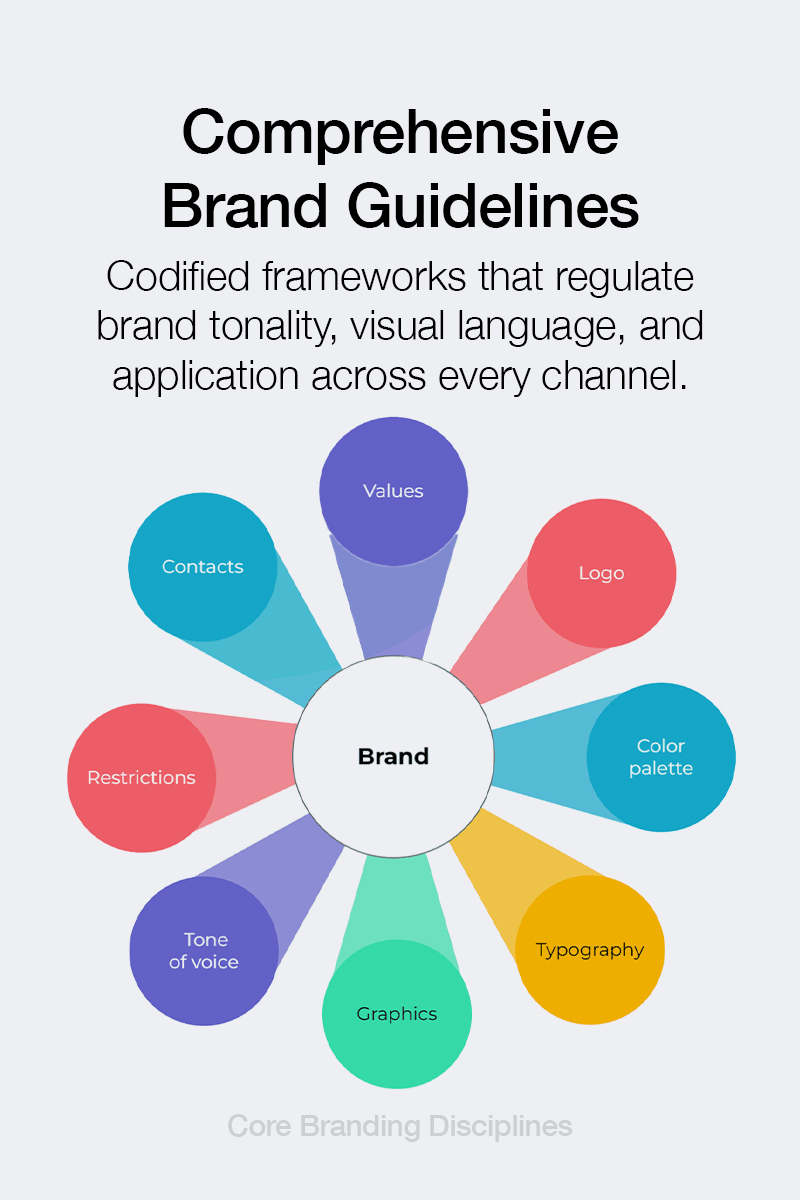 Comprehensive
Brand Guidelines
Codified frameworks that regulate
brand tonality, visual language, and
application across every channel.
Values
Contacts
Logo
Color
palette
Brand
Restrictions
Tone
of voice
Typography
Graphics
Core Branding Disciplines